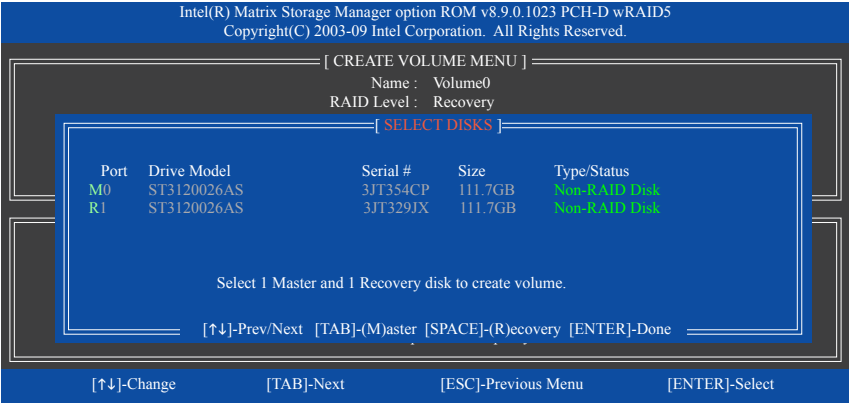 Intel(R) Matrix Storage Manager option ROM v8.9.0.1023 PCH-D wRAID5
Copyright(C) 2003-09 Intel Corporation.  All Rights Reserved.
[ CREATE VOLUME MENU ]
Name :   Volume0
RAID Level :   Recovery
[ SELECT DISKS ]
Port   Drive Model   Serial #   Size   Type/Status
M0   ST3120026AS   3JT354CP   111.7GB   Non-RAID Disk
R1   ST3120026AS   3JT329JX   111.7GB   Non-RAID Disk
Select 1 Master and 1 Recovery disk to create volume.
[↑↓]-Prev/Next   [TAB]-(M)aster  [SPACE]-(R)ecovery  [ENTER]-Done
[↑↓]-Change   [TAB]-Next   [ESC]-Previous Menu   [ENTER]-Select